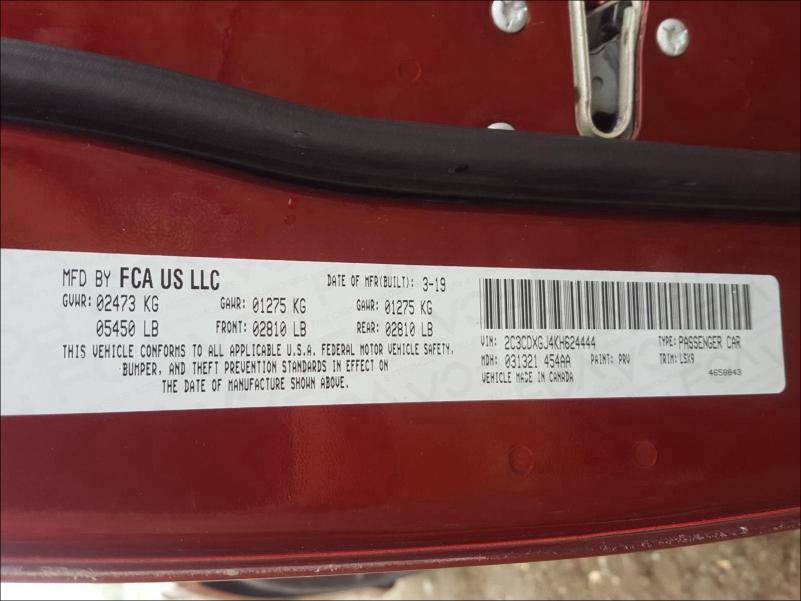 MFD BY FCA US LLC DATE OF MFR(BUILT): 3-19
GVWR: 02473 KG GAWR: 01275 KG GAWR: 01275 KG
05450 LB FRONT: 02810 LB REAR: 02810 LB
THIS VEHICLE CONFORMS TO ALL APPLICABLE U.S.A. FEDERAL MOTOR VEHICLE SAFETY,
BUMPER, AND THEFT PREVENTION STANDARDS IN EFFECT ON
THE DATE OF MANUFACTURE SHOWN ABOVE.
VIN: 2C3CDXGJ4KH624444 TYPE: PASSENGER CAR
MDH: 031321 454AA PAINT: PRV TRIM: LSX9
VEHICLE MADE IN CANADA 4658843